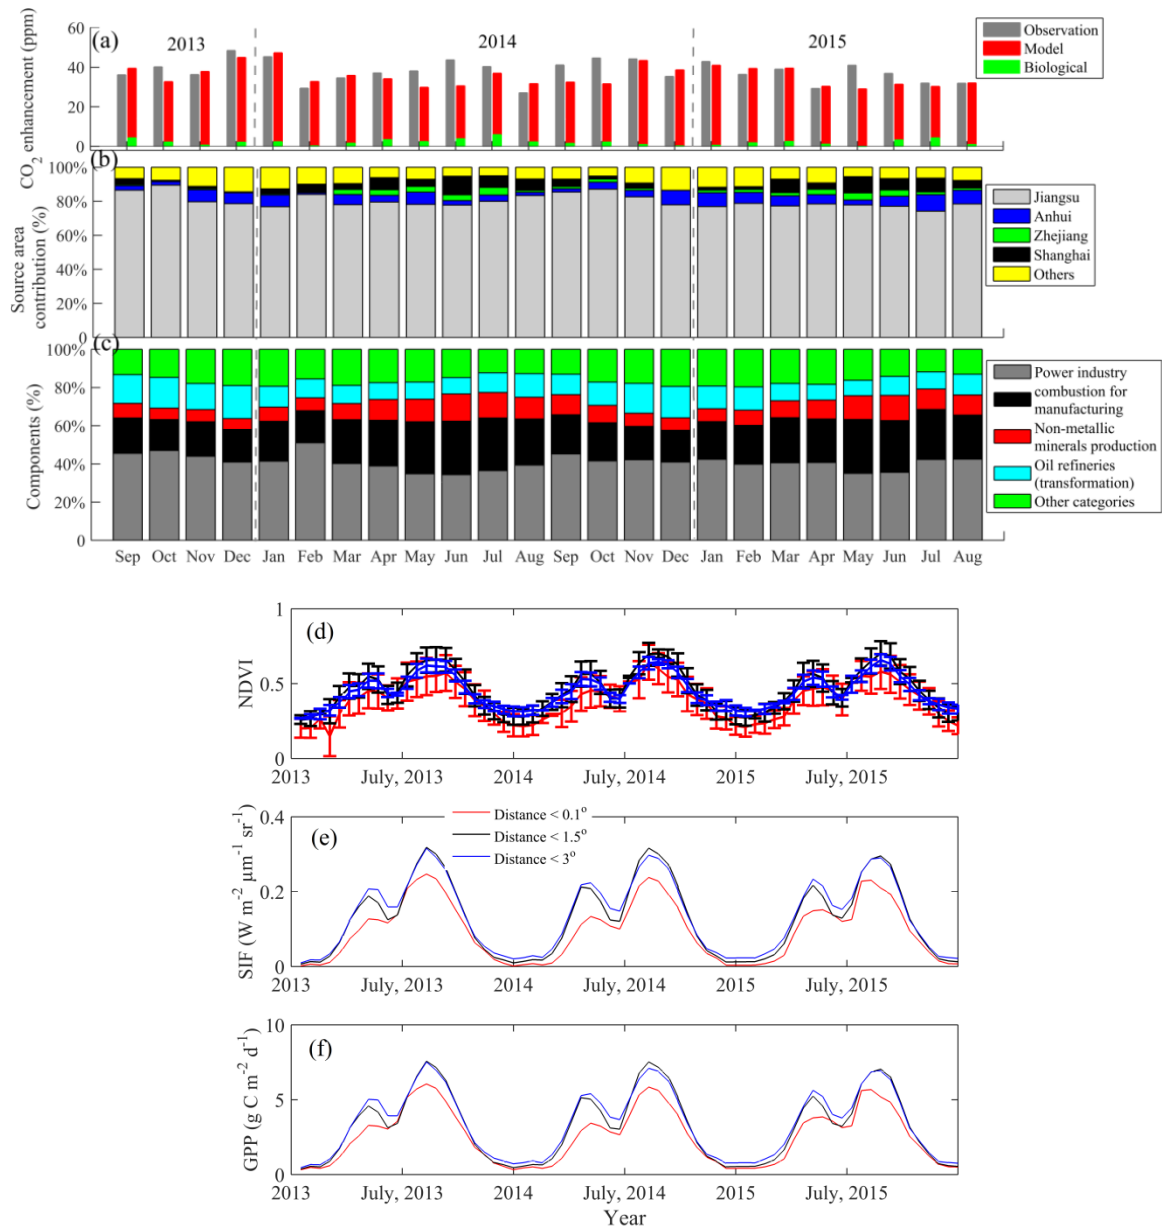 (a)
2013
2014
2015
CO2 enhancement (ppm)
60
40
20
0
Observation
Model
Biological
(b)
Source area
contribution (%)
100%
80%
60%
40%
20%
0
Jiangsu
Anhui
Zhejiang
Shanghai
Others
(c)
Components (%)
100%
80%
60%
40%
20%
0
Power industry
combustion for
manufacturing
Non-metallic
minerals production
Oil refineries
(transformation)
Other categories
Sep Oct Nov Dec Jan Feb Mar Apr May Jun Jul Aug Sep Oct Nov Dec Jan Feb Mar Apr May Jun Jul Aug
(d)
NDVI
1
0.5
0
2013 July, 2013 2014 July, 2014 2015 July, 2015
(e)
SIF (W m-2 μm-1 sr-1)
0.4
0.2
0
Distance < 0.1o
Distance < 1.5o
Distance < 3o
2013 July, 2013 2014 July, 2014 2015 July, 2015
(f)
GPP (g C m-2 d-1)
10
5
0
2013 July, 2013 2014 July, 2014 2015 July, 2015
Year